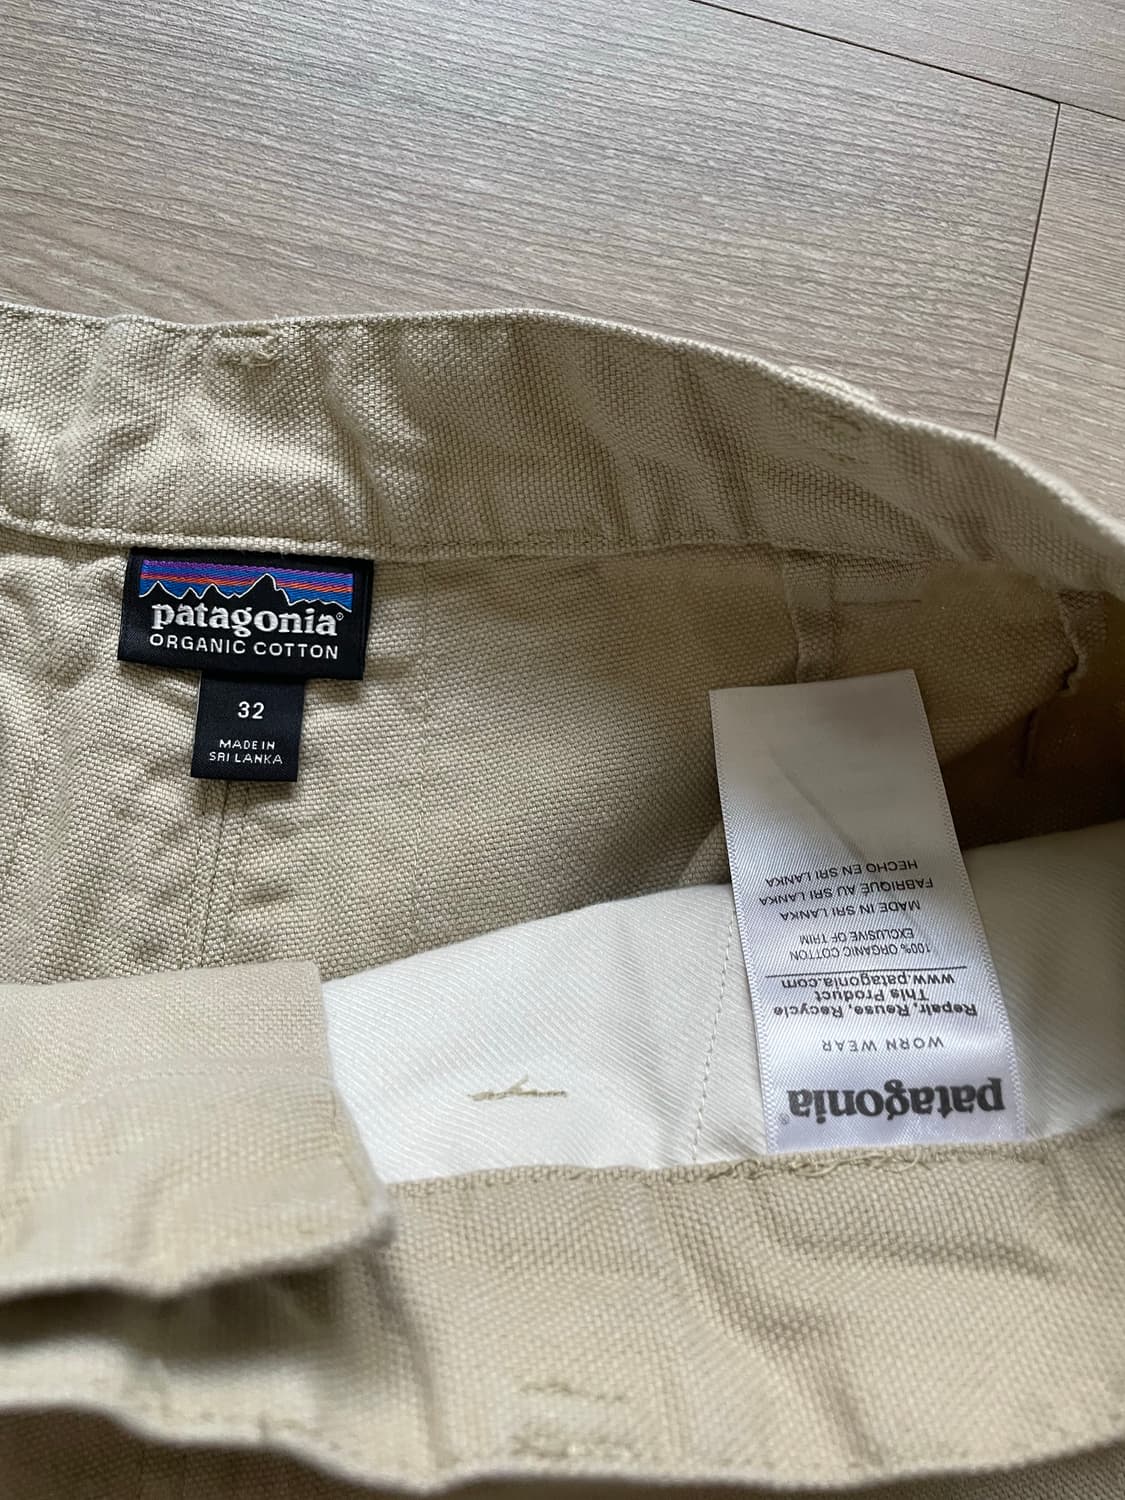 patagonia®
ORGANIC COTTON
32
MADE IN
SRI LANKA
patagonia®
WORN WEAR
Repair, Reuse, Recycle
This Product
www.patagonia.com
100% ORGANIC COTTON
EXCLUSIVE OF TRIM
MADE IN SRI LANKA
FABRIQUÉ AU SRI LANKA
HECHO EN SRI LANKA